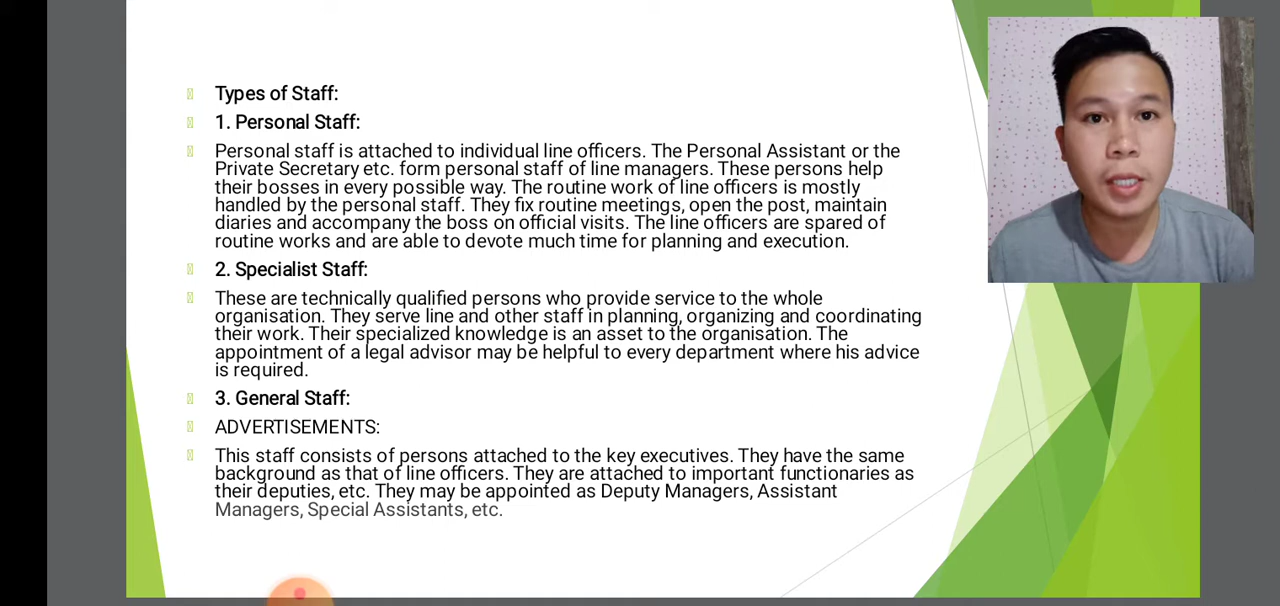 Types of Staff:
1. Personal Staff:
Personal staff is attached to individual line officers. The Personal Assistant or the
Private Secretary etc. form personal staff of line managers. These persons help
their bosses in every possible way. The routine work of line officers is mostly
handled by the personal staff. They fix routine meetings, open the post, maintain
diaries and accompany the boss on official visits. The line officers are spared of
routine works and are able to devote much time for planning and execution.
2. Specialist Staff:
These are technically qualified persons who provide service to the whole
organisation. They serve line and other staff in planning, organizing and coordinating
their work. Their specialized knowledge is an asset to the organisation. The
appointment of a legal advisor may be helpful to every department where his advice
is required.
3. General Staff:
ADVERTISEMENTS:
This staff consists of persons attached to the key executives. They have the same
background as that of line officers. They are attached to important functionaries as
their deputies, etc. They may be appointed as Deputy Managers, Assistant
Managers, Special Assistants, etc.